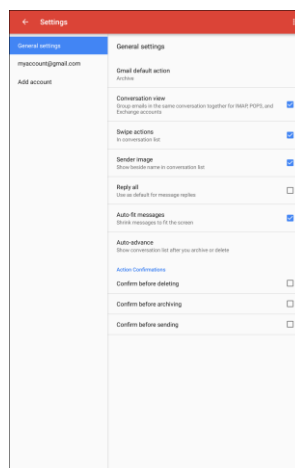 Settings
General settings
myaccount@gmail.com
Add account
General settings
Gmail default action
Archive
Conversation view
Group emails in the same conversation together for IMAP, POP3, and
Exchange accounts
Swipe actions
In conversation list
Sender image
Show beside name in conversation list
Reply all
Use as default for message replies
Auto-fit messages
Shrink messages to fit the screen
Auto-advance
Show conversation list after you archive or delete
Action Confirmations
Confirm before deleting
Confirm before archiving
Confirm before sending